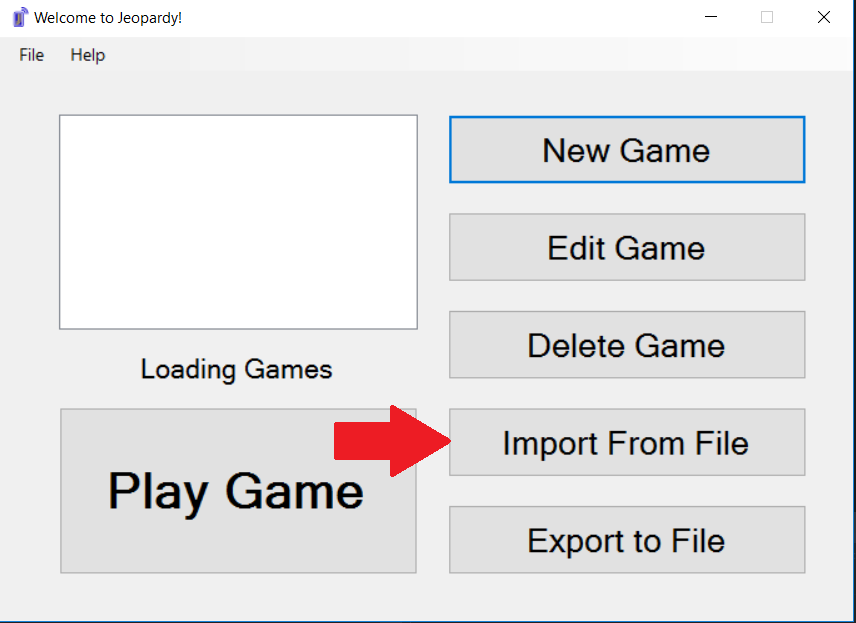 Welcome to Jeopardy!
File Help
New Game
Edit Game
Delete Game
Loading Games
Import From File
Play Game
Export to File